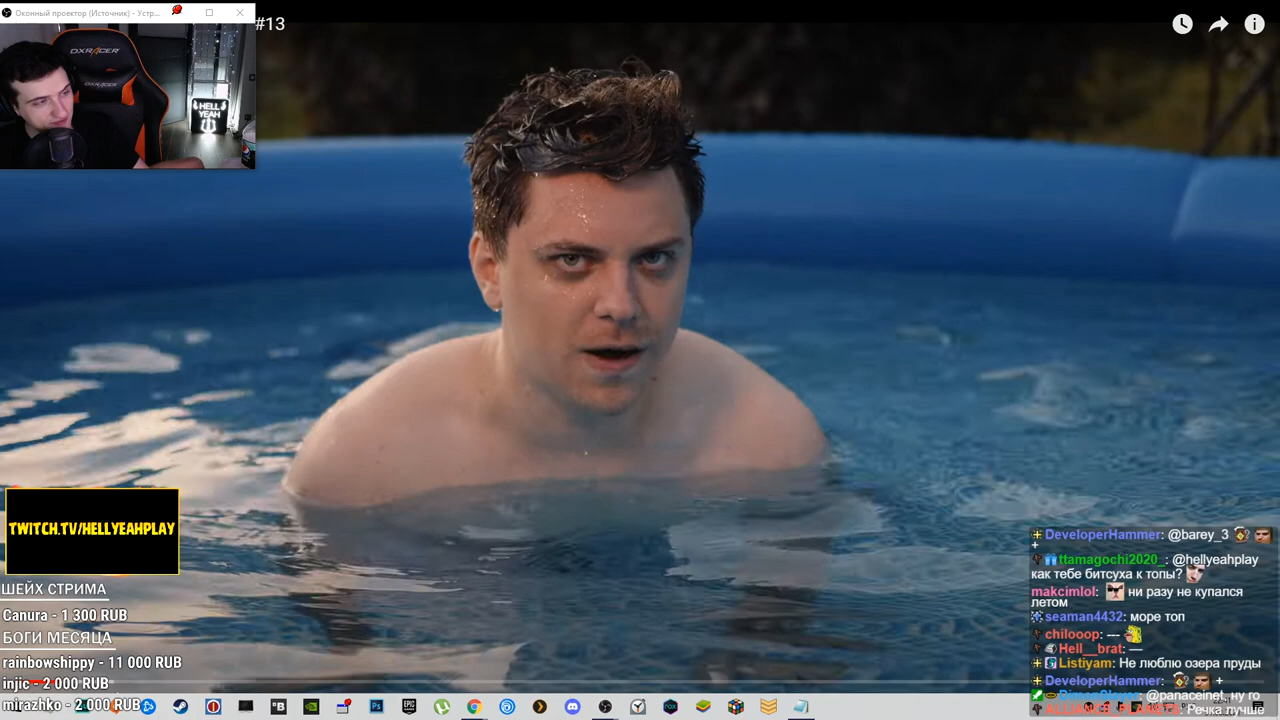 Оконный проектор (Источник) - Устр...
#13
DXRACER
DXRACER
HELL
YEAH
TWITCH.TV/HELLYEAHPLAY
ШЕЙХ СТРИМА
Canura - 1 300 RUB
БОГИ МЕСЯЦА
rainbowshippy - 11 000 RUB
injic - 2 000 RUB
mirazhko - 2 000 RUB
DeveloperHammer: @barey_3
+
ttamagochi2020_: @hellyeahplay
как тебе битсуха к топы?
makcimlol: ни разу не купался
летом
seaman4432: море топ
chilooop: ---
Hell__brat: —
Listiyam: Не люблю озера пруды
DeveloperHammer: +
@panaceinet, ну го
Речка лучше